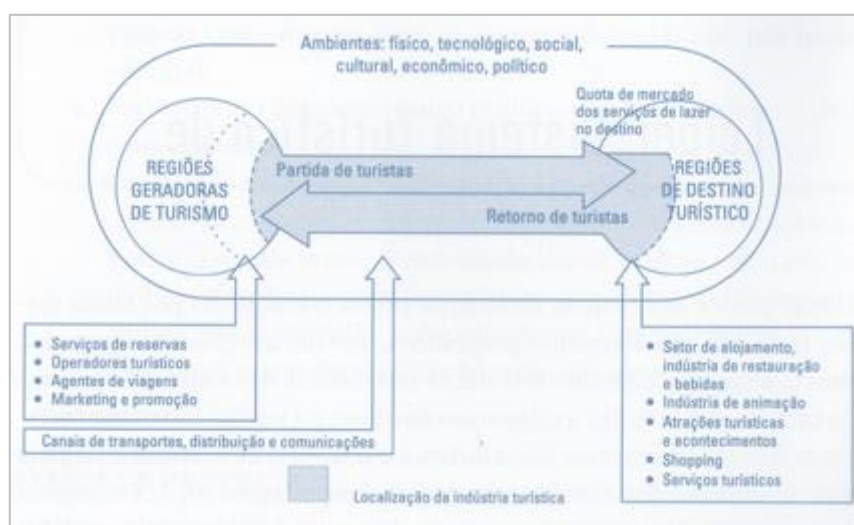 Ambientes: físico, tecnológico, social,
cultural, econômico, político
Quota de mercado
dos serviços de lazer
no destino
REGIÕES
GERADORAS
DE TURISMO
Partida de turistas
Retorno de turistas
REGIÕES
DE DESTINO
TURÍSTICO
• Serviços de reservas
• Operadores turísticos
• Agentes de viagens
• Marketing e promoção
Canais de transportes, distribuição e comunicações
• Setor de alojamento,
indústria de restauração
e bebidas
• Indústria de animação
• Atrações turísticas
e acontecimentos
• Shopping
• Serviços turísticos
Localização da indústria turística